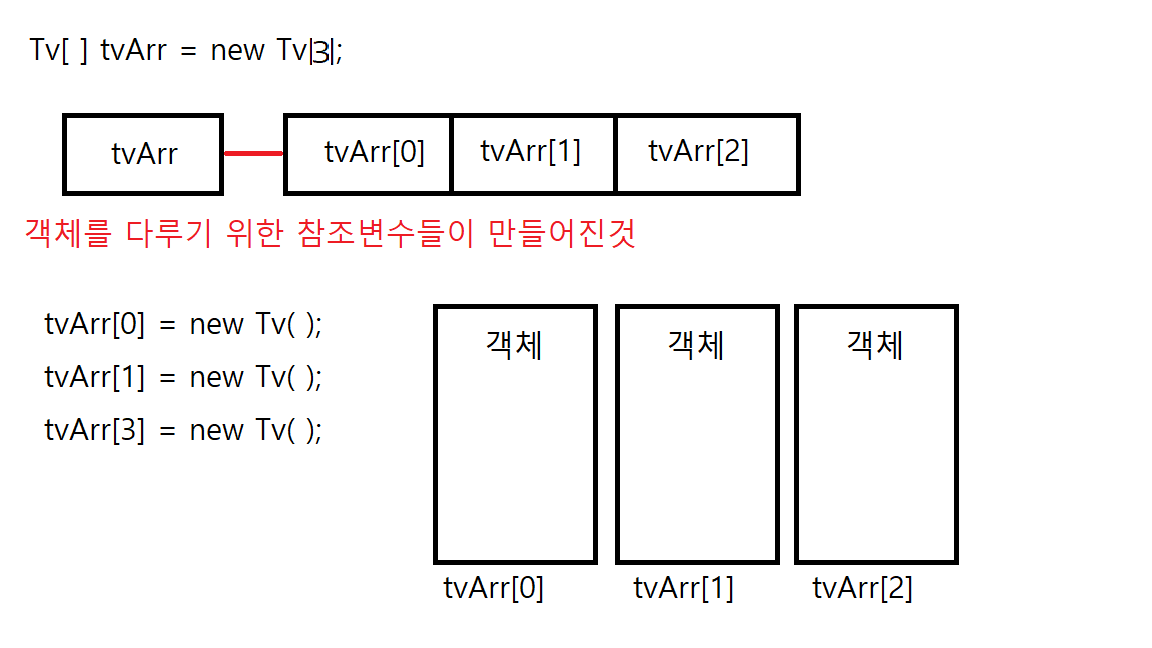 Tv[ ] tvArr = new Tv|3|;
tvArr
tvArr[0] tvArr[1] tvArr[2]
객체를 다루기 위한 참조변수들이 만들어진것
tvArr[0] = new Tv( );
tvArr[1] = new Tv( );
tvArr[3] = new Tv( );
객체 객체 객체
tvArr[0] tvArr[1] tvArr[2]